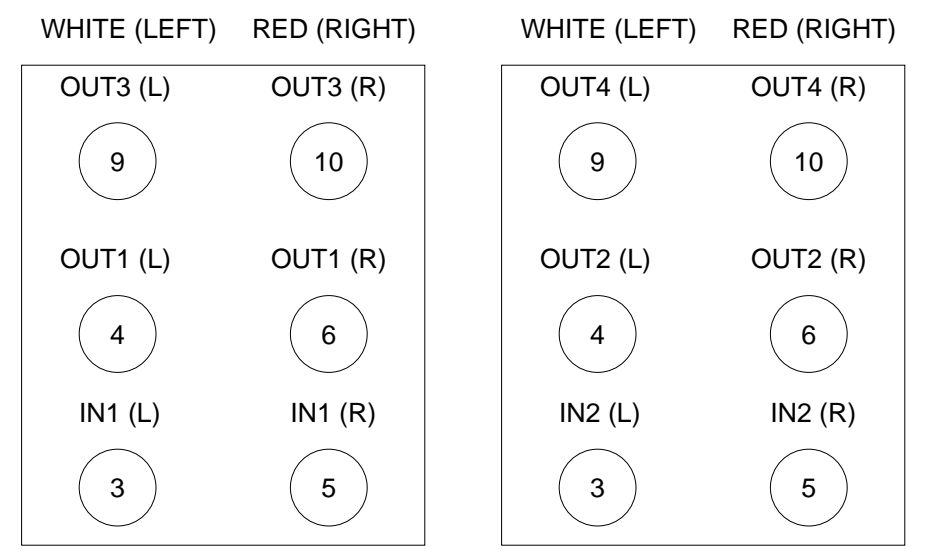 WHITE (LEFT) RED (RIGHT) WHITE (LEFT) RED (RIGHT)
OUT3 (L) OUT3 (R) OUT4 (L) OUT4 (R)
9 10 9 10
OUT1 (L) OUT1 (R) OUT2 (L) OUT2 (R)
4 6 4 6
IN1 (L) IN1 (R) IN2 (L) IN2 (R)
3 5 3 5